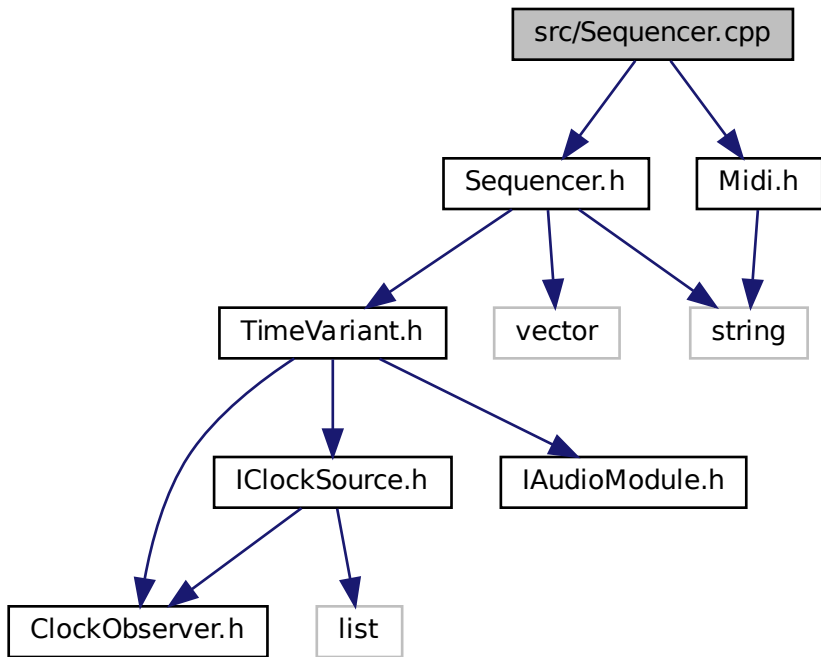 src/Sequencer.cpp
Sequencer.h
Midi.h
TimeVariant.h
vector
string
IClockSource.h
IAudioModule.h
ClockObserver.h
list